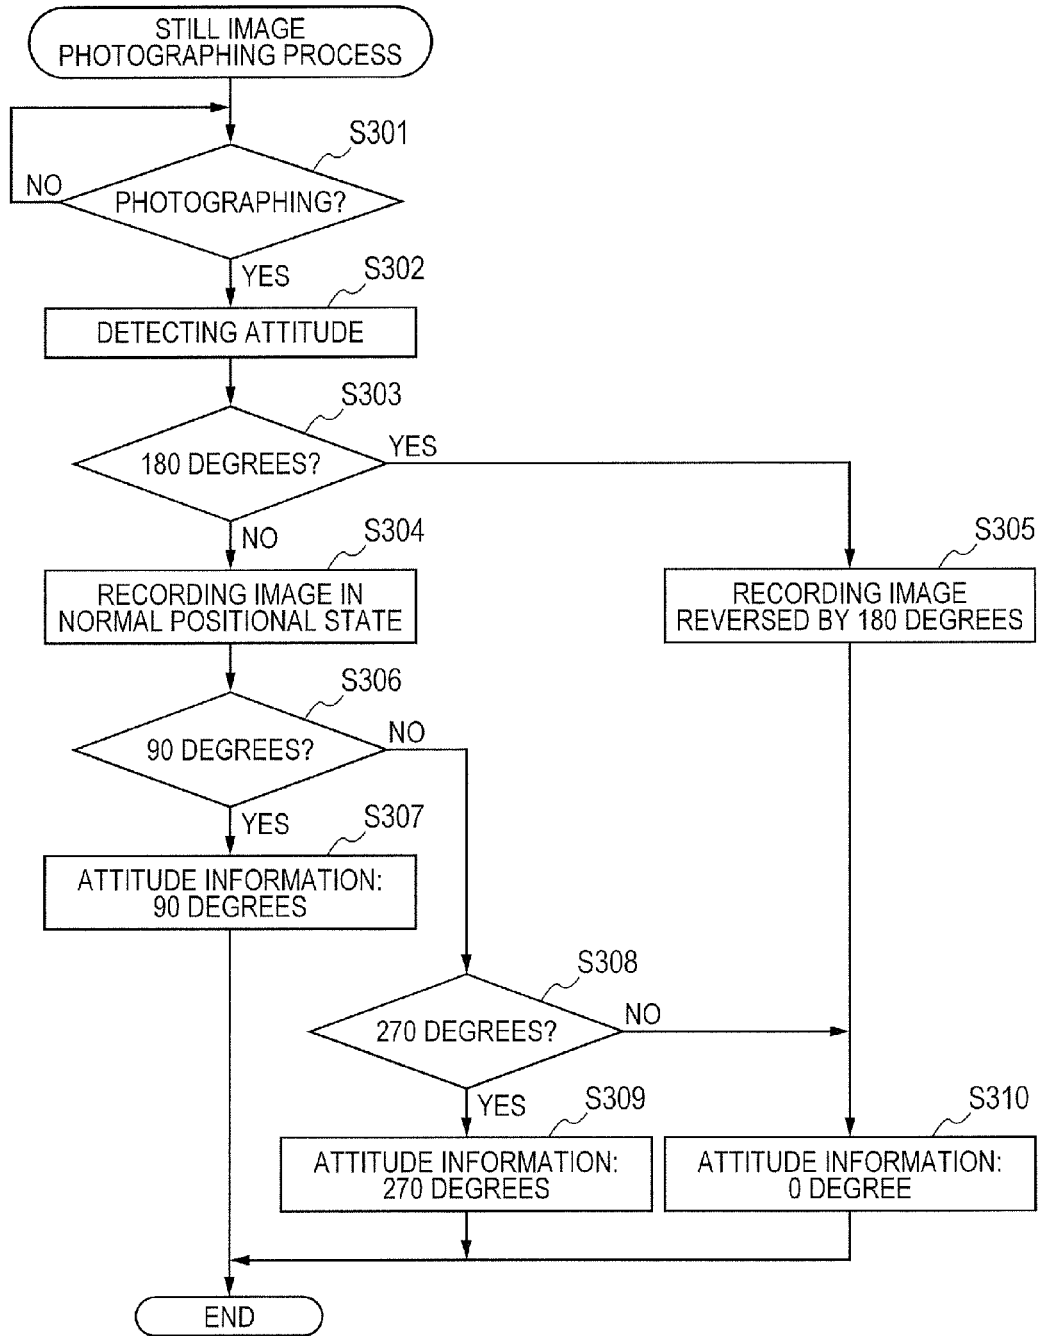 STILL IMAGE
PHOTOGRAPHING PROCESS
S301
NO
PHOTOGRAPHING?
YES
S302
DETECTING ATTITUDE
S303
180 DEGREES?
YES
NO
S304
RECORDING IMAGE IN
NORMAL POSITIONAL STATE
S305
RECORDING IMAGE
REVERSED BY 180 DEGREES
S306
90 DEGREES?
NO
YES
S307
ATTITUDE INFORMATION:
90 DEGREES
S308
270 DEGREES?
NO
YES
S309
ATTITUDE INFORMATION:
270 DEGREES
S310
ATTITUDE INFORMATION:
0 DEGREE
END